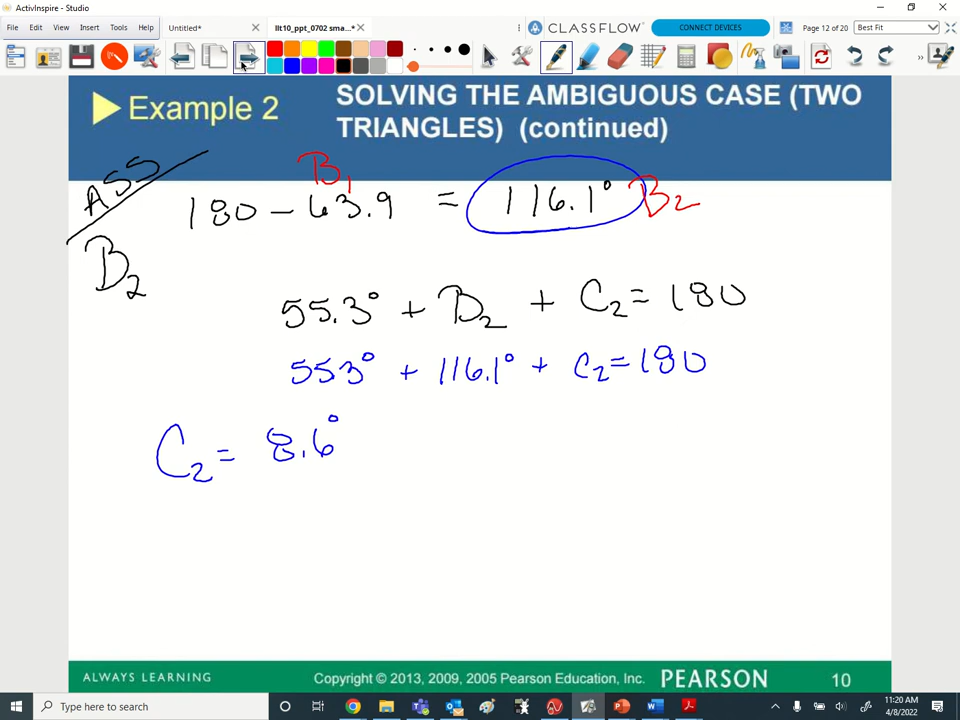 ActivInspire - Studio
File Edit View Insert Tools Help
Untitled*
llt10_ppt_0702 sma...*
CLASSFLOW
CONNECT DEVICES
Page 12 of 20
Best Fit
Example 2
SOLVING THE AMBIGUOUS CASE (TWO
TRIANGLES) (continued)
ASS
B1
180 - 63.9 = 116.1° B2
B2
55.3° + B2 + C2 = 180
55.3° + 116.1° + C2 = 180
C2 = 8.6°
ALWAYS LEARNING
Copyright © 2013, 2009, 2005 Pearson Education, Inc.
PEARSON
10
Type here to search
11:20 AM
4/8/2022